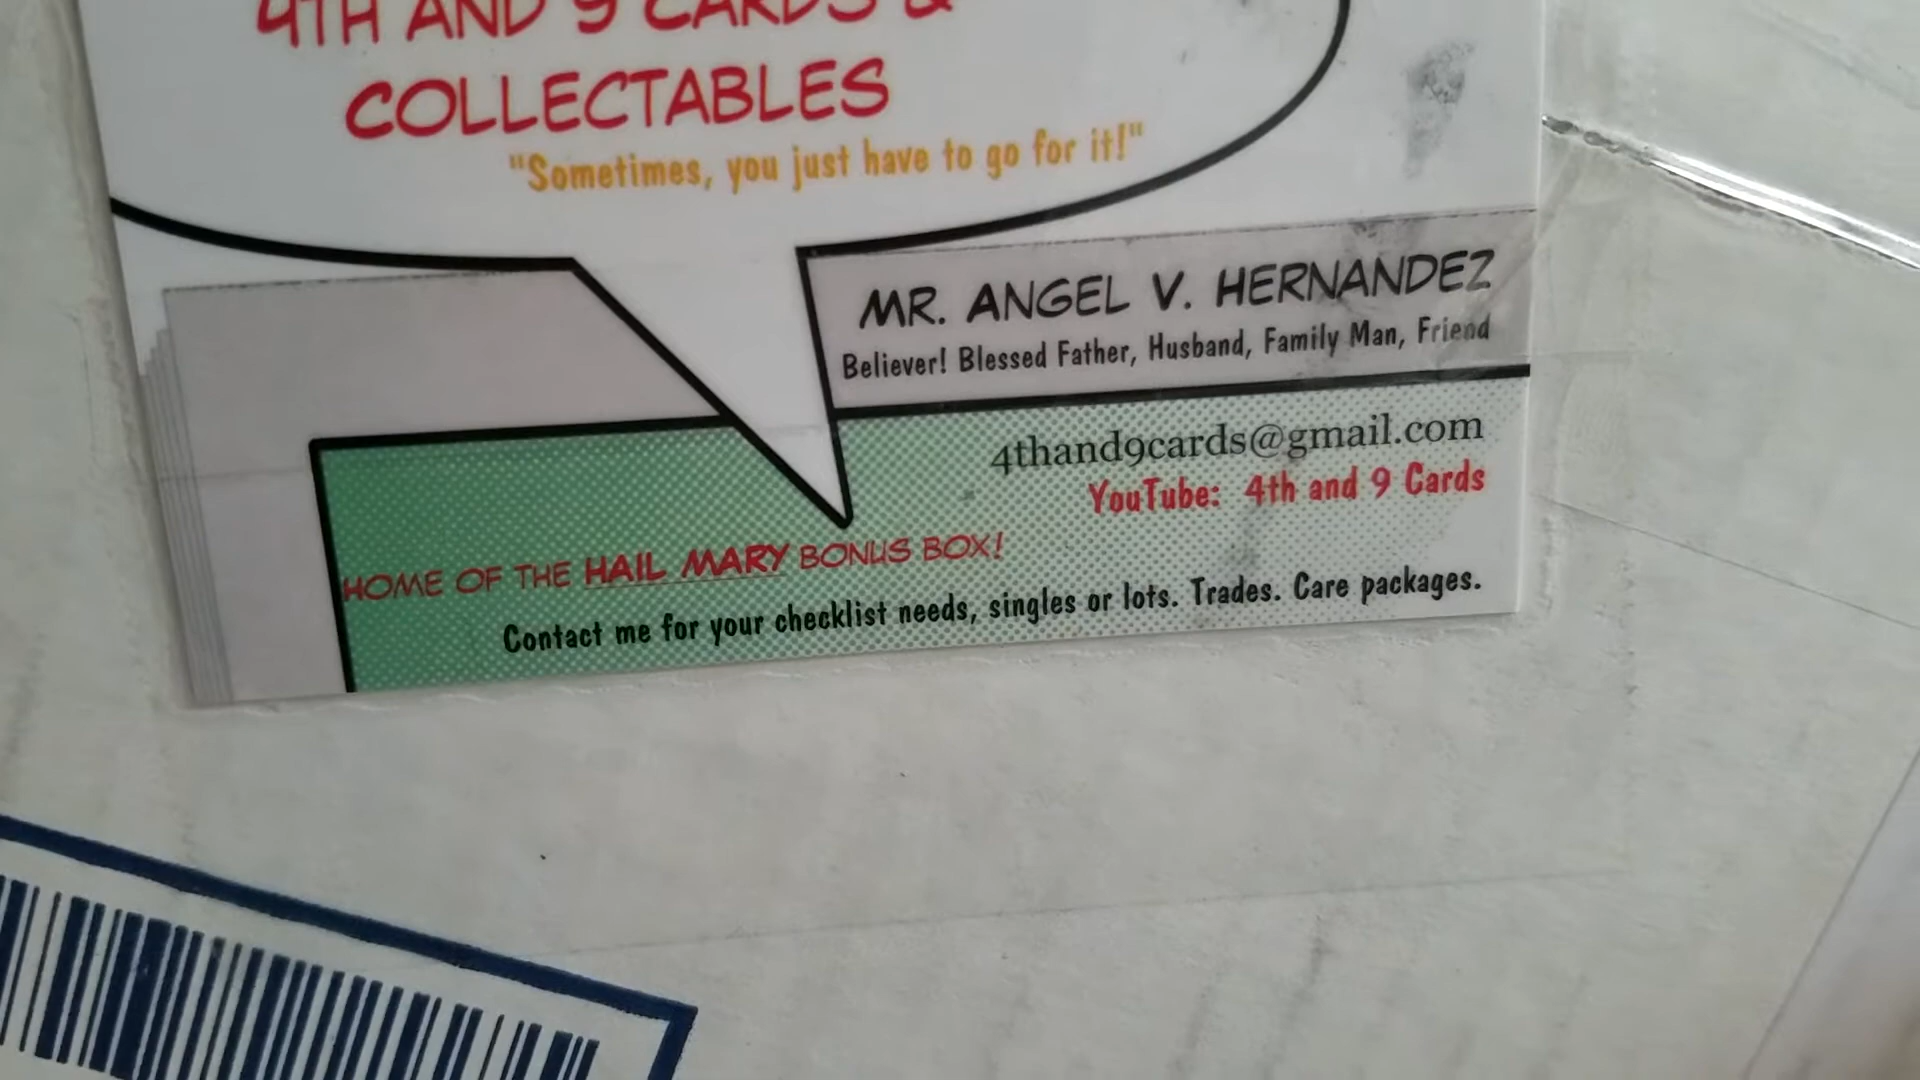 4TH AND 9 CARDS &
COLLECTABLES
"Sometimes, you just have to go for it!"
MR. ANGEL V. HERNANDEZ
Believer! Blessed Father, Husband, Family Man, Friend
4thand9cards@gmail.com
YouTube: 4th and 9 Cards
HOME OF THE HAIL MARY BONUS BOX!
Contact me for your checklist needs, singles or lots. Trades. Care packages.